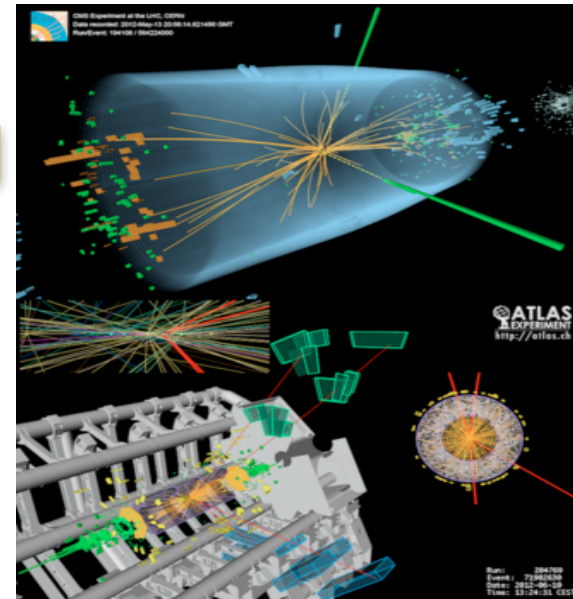 CMS Experiment at the LHC, CERN
Data recorded: 2012-May-13 20:08:14.621490 GMT
Run/Event: 194108 / 564224000
ATLAS
EXPERIMENT
http://atlas.ch
Run: 204769
Event: 71902630
Date: 2012-06-10
Time: 13:24:31 CEST